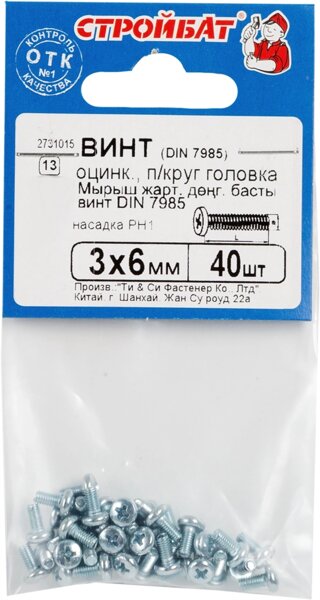 КОНТРОЛЬ
ОТК
№1
КАЧЕСТВА
СТРОЙБАТ®
2731015
13
ВИНТ (DIN 7985)
оцинк., п/круг головка
Мырыш жарт. дөңг. басты
винт DIN 7985
насадка PH1
L
3х6мм
40шт
Произв.:"Ти & Си Фастенер Ко., Лтд"
Китай, г. Шанхай, Жан Су роуд 22а